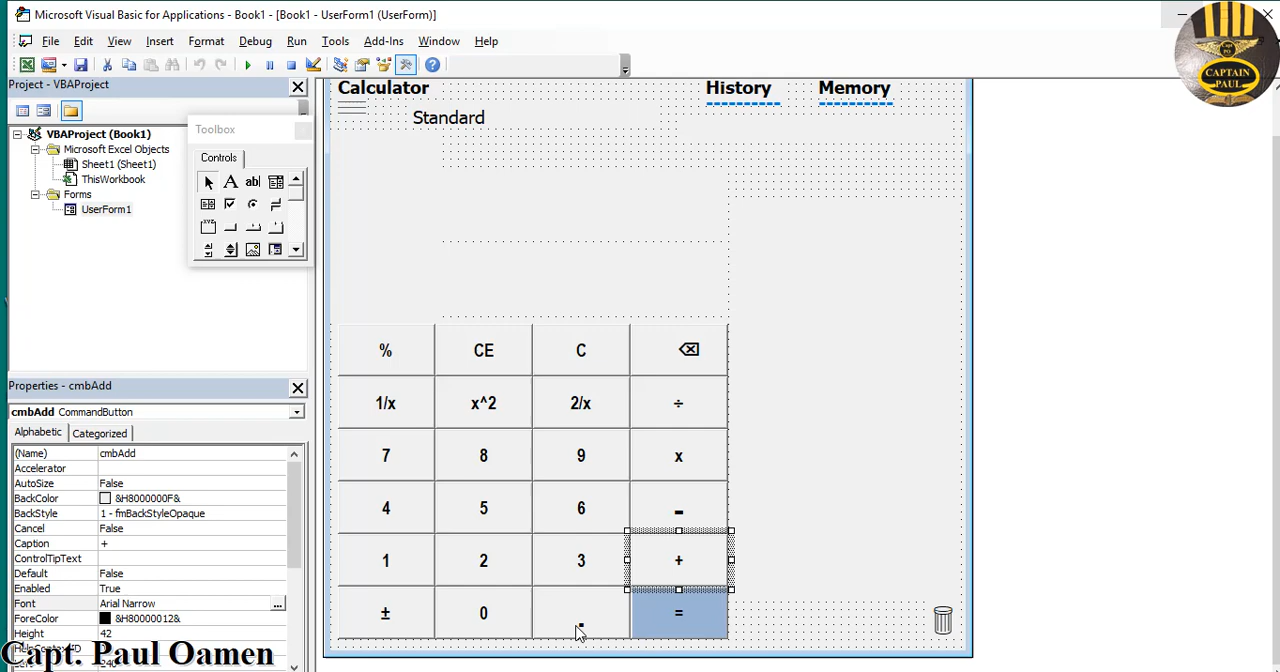 Microsoft Visual Basic for Applications - Book1 - [Book1 - UserForm1 (UserForm)]
File Edit View Insert Format Debug Run Tools Add-Ins Window Help
Capt PO
CAPTAIN PAUL
Project - VBAProject
VBAProject (Book1)
Microsoft Excel Objects
Sheet1 (Sheet1)
ThisWorkbook
Forms
UserForm1
Toolbox
Controls
A ab|
XYZ
Calculator
Standard
History Memory
% CE C ⌫
1/x x^2 2/x ÷
7 8 9 x
4 5 6 -
1 2 3 +
± 0 . =
Properties - cmbAdd
cmbAdd CommandButton
Alphabetic Categorized
(Name) cmbAdd
Accelerator
AutoSize False
BackColor &H8000000F&
BackStyle 1 - fmBackStyleOpaque
Cancel False
Caption +
ControlTipText
Default False
Enabled True
Font Arial Narrow ...
ForeColor &H80000012&
Height 42
Capt. Paul Oamen